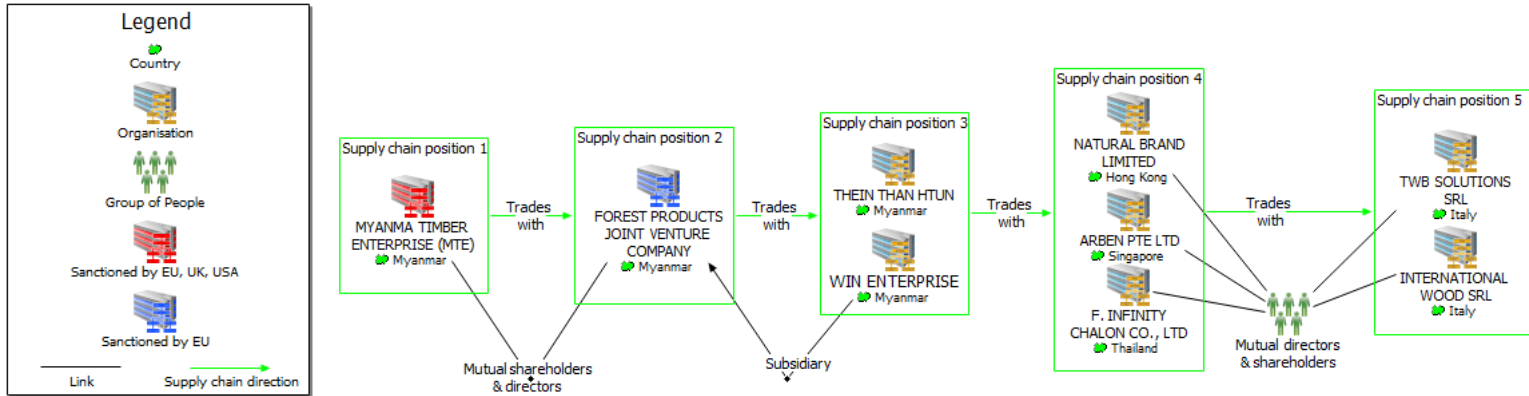 Legend
Country
Organisation
Group of People
Sanctioned by EU, UK, USA
Sanctioned by EU
Link
Supply chain direction
Supply chain position 1
MYANMA TIMBER
ENTERPRISE (MTE)
Myanmar
Trades
with
Supply chain position 2
FOREST PRODUCTS
JOINT VENTURE
COMPANY
Myanmar
Mutual shareholders
& directors
Trades
with
Supply chain position 3
THEIN THAN HTUN
Myanmar
WIN ENTERPRISE
Myanmar
Subsidiary
Trades
with
Supply chain position 4
NATURAL BRAND
LIMITED
Hong Kong
ARBEN PTE LTD
Singapore
F. INFINITY
CHALON CO., LTD
Thailand
Trades
with
Mutual directors
& shareholders
Supply chain position 5
TWB SOLUTIONS
SRL
Italy
INTERNATIONAL
WOOD SRL
Italy